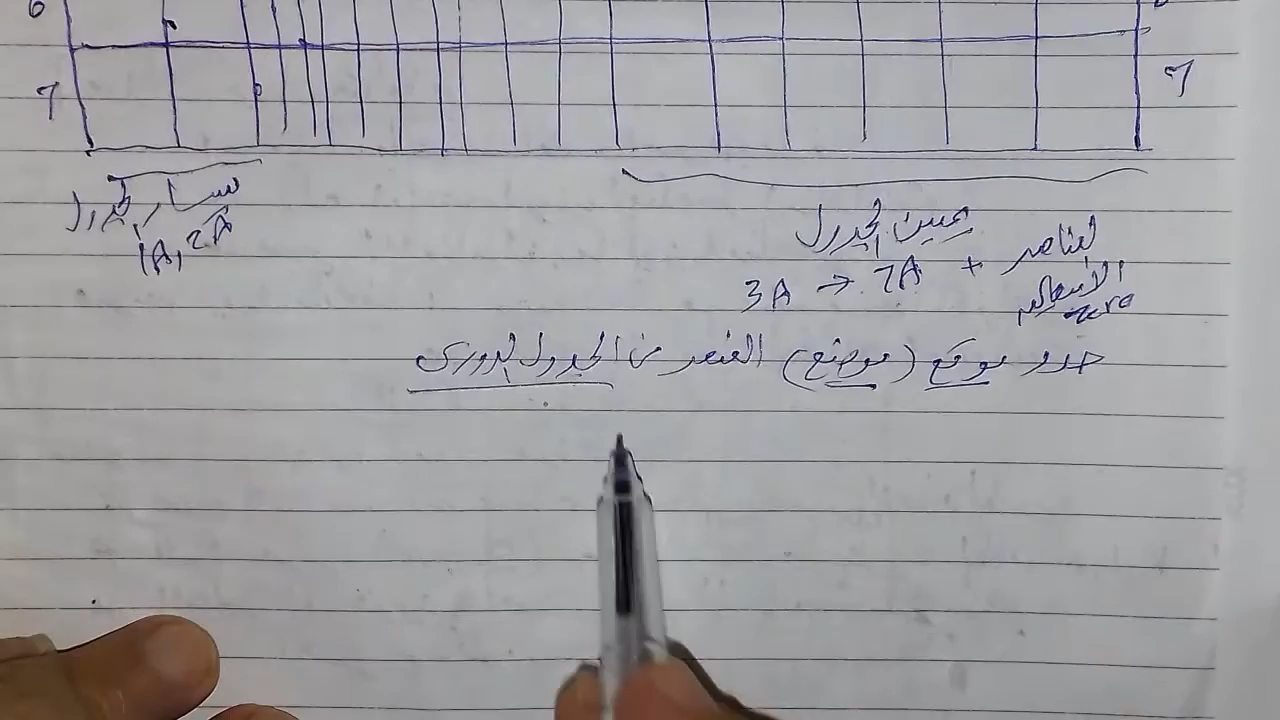 6
7 7
يمين الجدول يسار الجدول
3A → 7A + العناصر 1A, 2A
الانتقالية
zero
حدد موقع (موضع) العنصر من الجدول الدورى